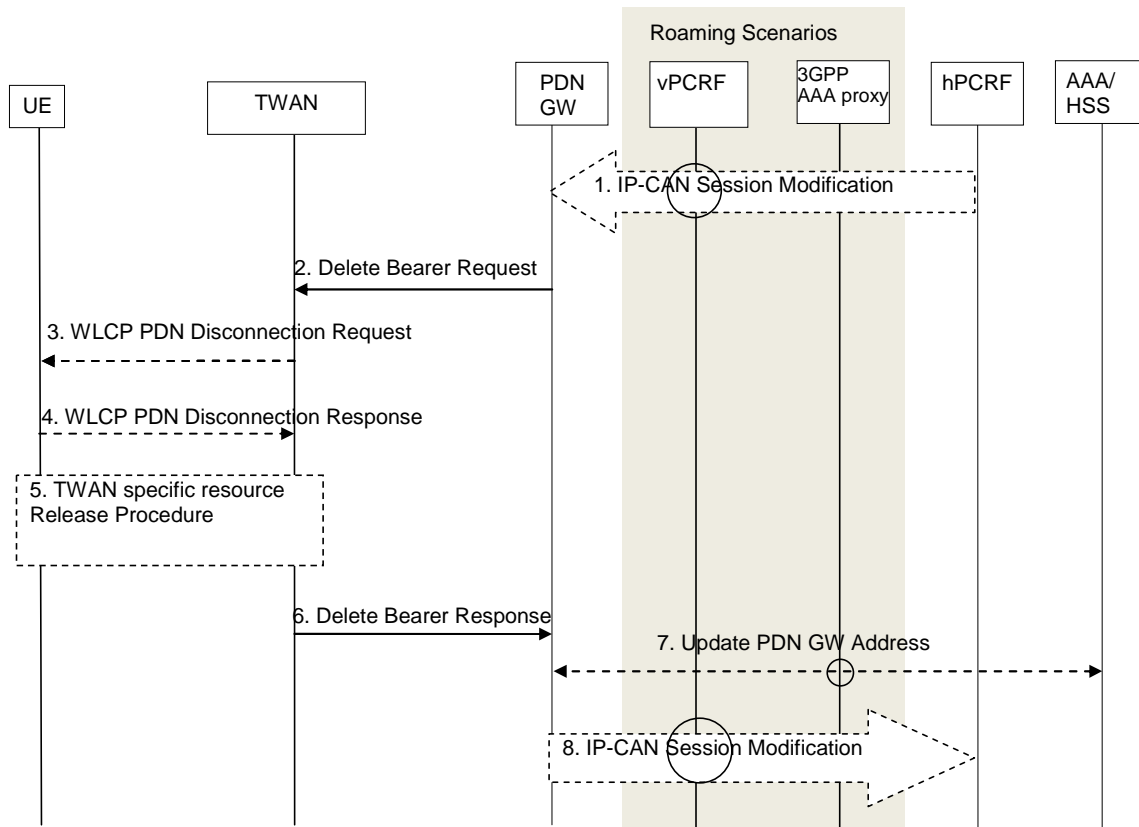 Roaming Scenarios
UE
TWAN
PDN
GW
vPCRF
3GPP
AAA proxy
hPCRF
AAA/
HSS
1. IP-CAN Session Modification
2. Delete Bearer Request
3. WLCP PDN Disconnection Request
4. WLCP PDN Disconnection Response
5. TWAN specific resource
Release Procedure
6. Delete Bearer Response
7. Update PDN GW Address
8. IP-CAN Session Modification